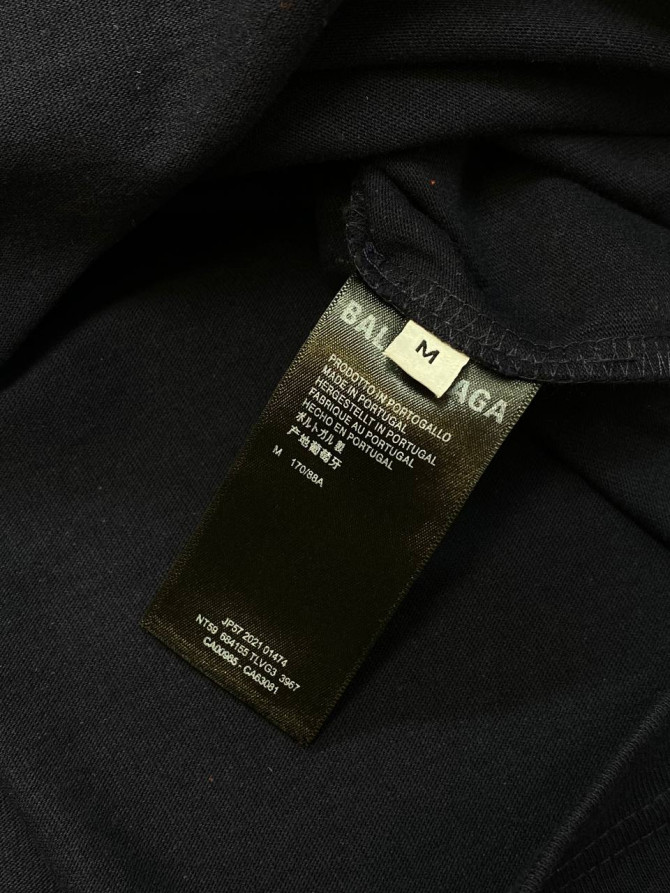 BAL AGA
M
PRODOTTO IN PORTOGALLO
MADE IN PORTUGAL
HERGESTELLT IN PORTUGAL
FABRIQUE AU PORTUGAL
HECHO EN PORTUGAL
ポルトガル製
产地葡萄牙
M 170/88A
JP57 2021 01474
NT59 684155 TLVG3 3967
CA00985 - CA63081